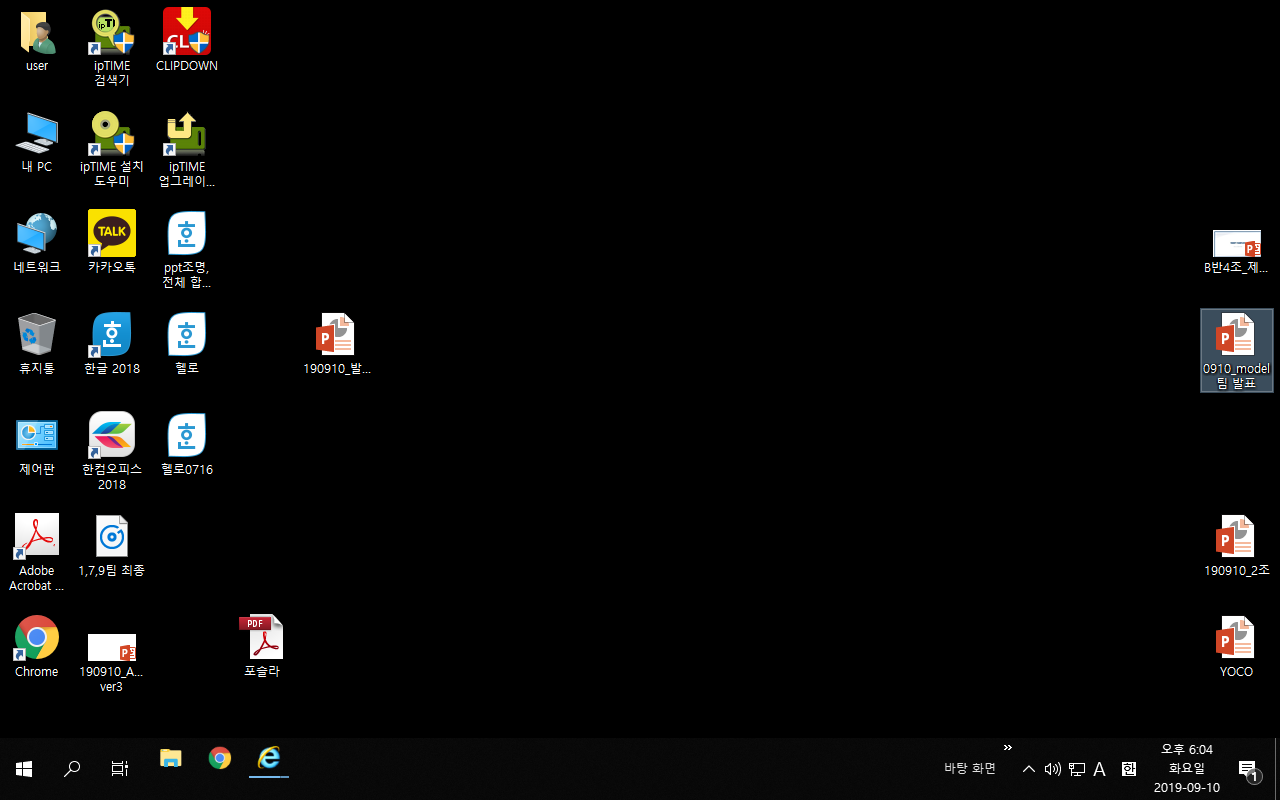 user
ipTIME
검색기
CLIPDOWN
내 PC
ipTIME 설치
도우미
ipTIME
업그레이...
네트워크
TALK
카카오톡
ppt조명,
전체 합...
B반4조_제...
휴지통
한글 2018
헬로
190910_발...
0910_model
팀 발표
제어판
한컴오피스
2018
헬로0716
Adobe
Acrobat ...
1,7,9팀 최종
190910_2조
Chrome
190910_A...
ver3
PDF
포슬라
YOCO
바탕 화면
»
A
한
오후 6:04
화요일
2019-09-10
1